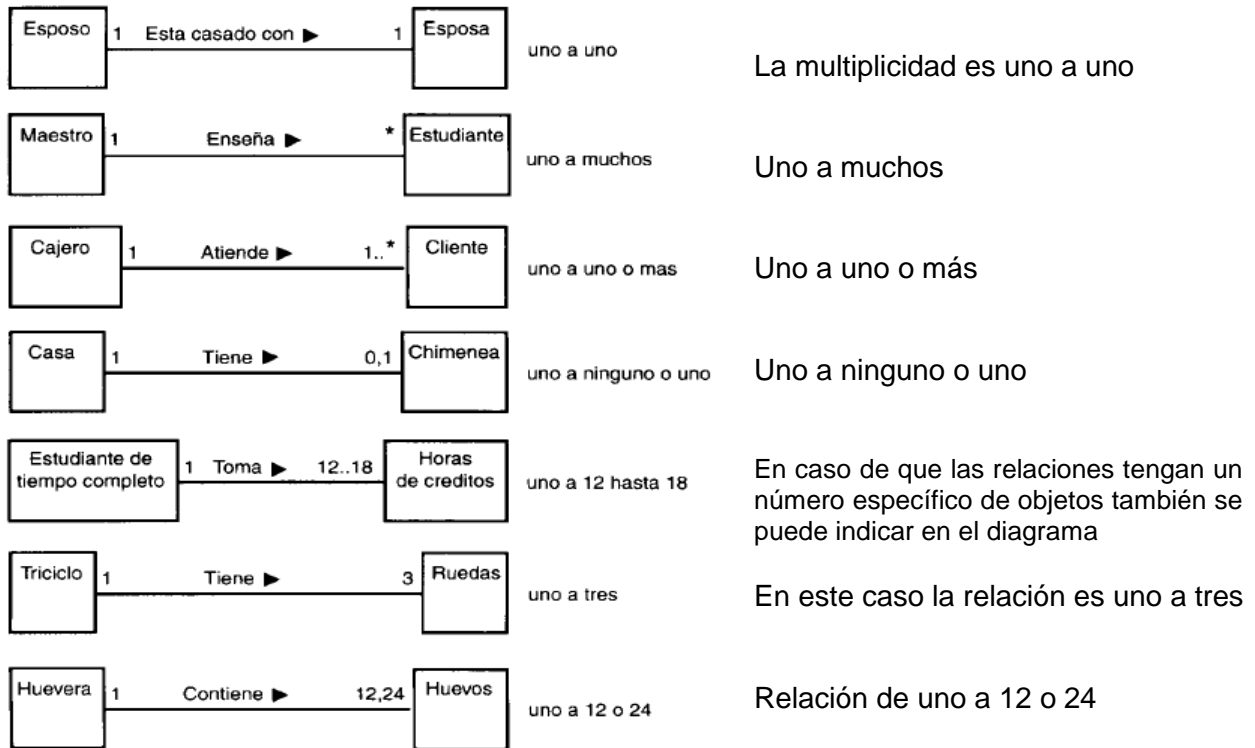 Esposo 1 Esta casado con ► 1 Esposa
uno a uno
La multiplicidad es uno a uno
Maestro 1 Enseña ► * Estudiante
uno a muchos
Uno a muchos
Cajero 1 Atiende ► 1..* Cliente
uno a uno o mas
Uno a uno o más
Casa 1 Tiene ► 0,1 Chimenea
uno a ninguno o uno
Uno a ninguno o uno
Estudiante de
tiempo completo
1 Toma ► 12..18
Horas
de creditos
uno a 12 hasta 18
En caso de que las relaciones tengan un
número específico de objetos también se
puede indicar en el diagrama
Triciclo 1 Tiene ► 3 Ruedas
uno a tres
En este caso la relación es uno a tres
Huevera 1 Contiene ► 12,24 Huevos
uno a 12 o 24
Relación de uno a 12 o 24